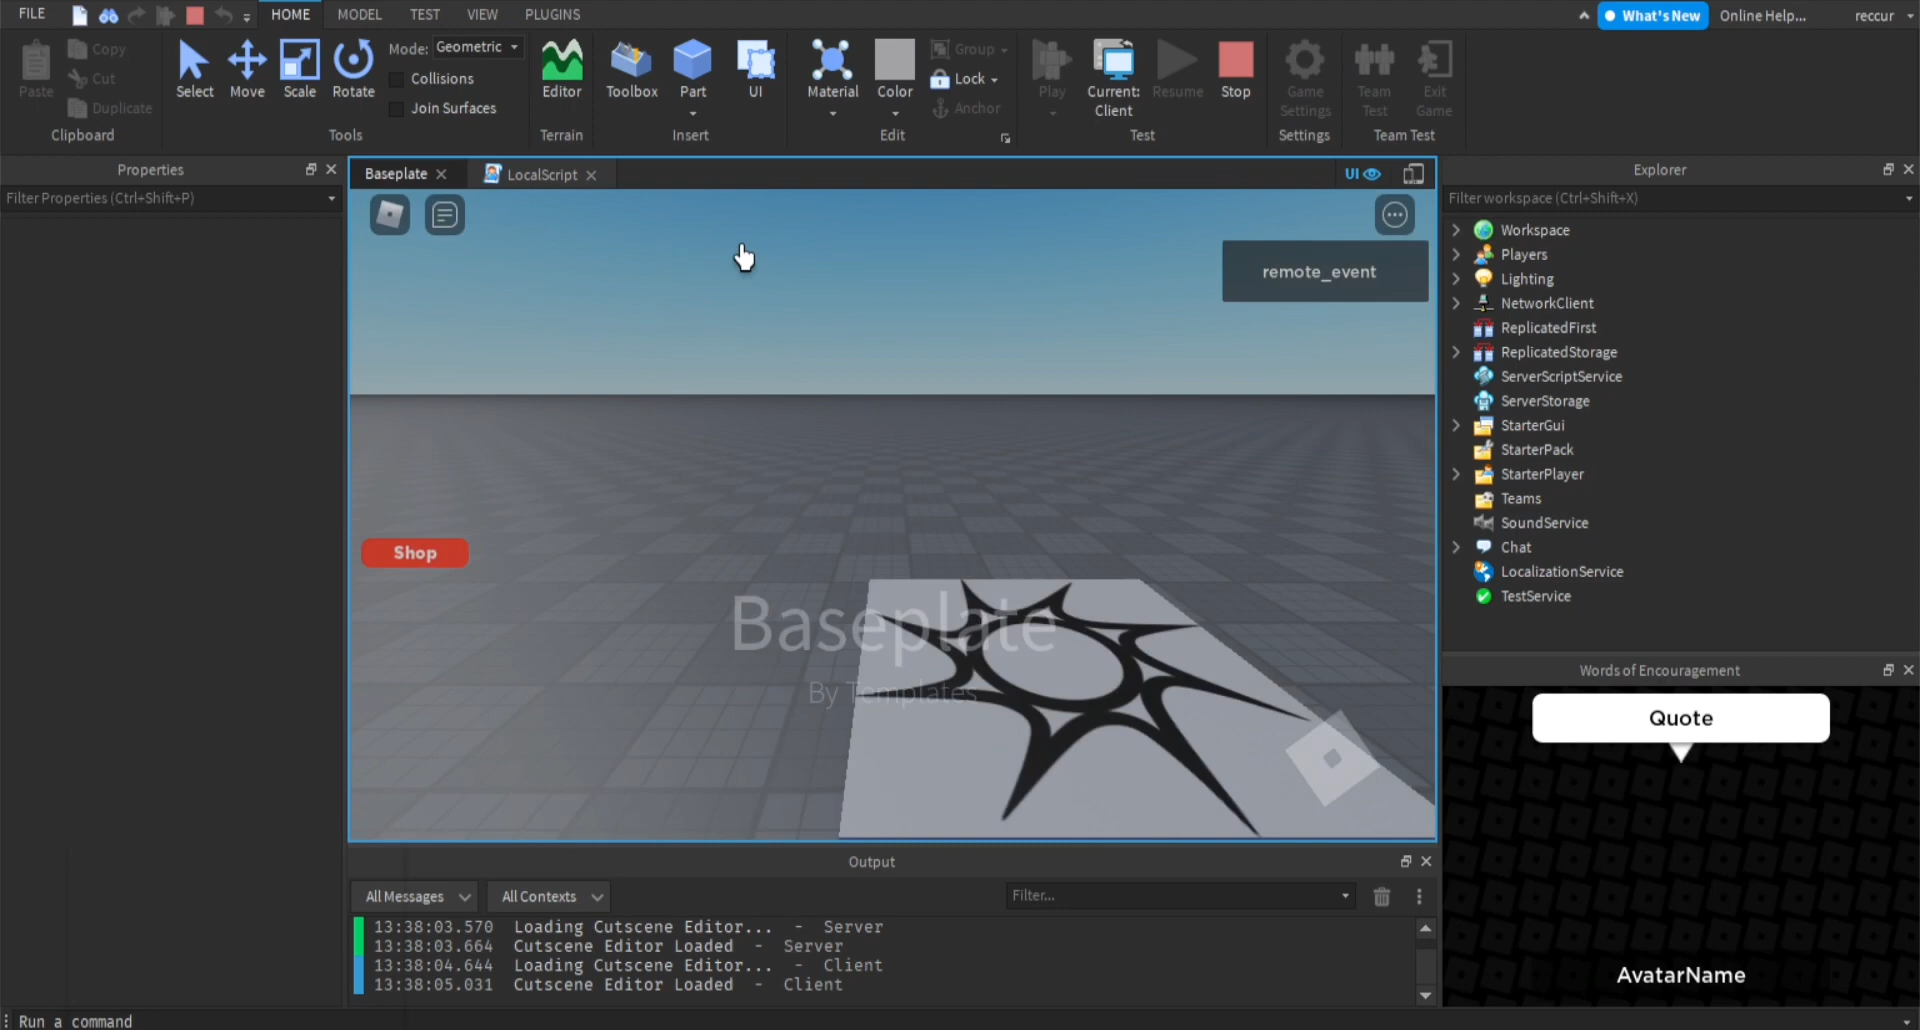 FILE
HOME
MODEL
TEST
VIEW
PLUGINS
What's New
Online Help...
reccur
Paste
Copy
Cut
Duplicate
Clipboard
Select
Move
Scale
Rotate
Mode: Geometric
Collisions
Join Surfaces
Tools
Editor
Terrain
Toolbox
Part
UI
Insert
Material
Color
Group
Lock
Anchor
Edit
Play
Current:
Client
Resume
Stop
Test
Game
Settings
Settings
Team
Test
Exit
Game
Team Test
Properties
Filter Properties (Ctrl+Shift+P)
Baseplate
LocalScript
UI
remote_event
Shop
Baseplate
By Templates
Explorer
Filter workspace (Ctrl+Shift+X)
Workspace
Players
Lighting
NetworkClient
ReplicatedFirst
ReplicatedStorage
ServerScriptService
ServerStorage
StarterGui
StarterPack
StarterPlayer
Teams
SoundService
Chat
LocalizationService
TestService
Words of Encouragement
Quote
AvatarName
Output
All Messages
All Contexts
Filter...
13:38:03.570 Loading Cutscene Editor... - Server
13:38:03.664 Cutscene Editor Loaded - Server
13:38:04.644 Loading Cutscene Editor... - Client
13:38:05.031 Cutscene Editor Loaded - Client
Run a command